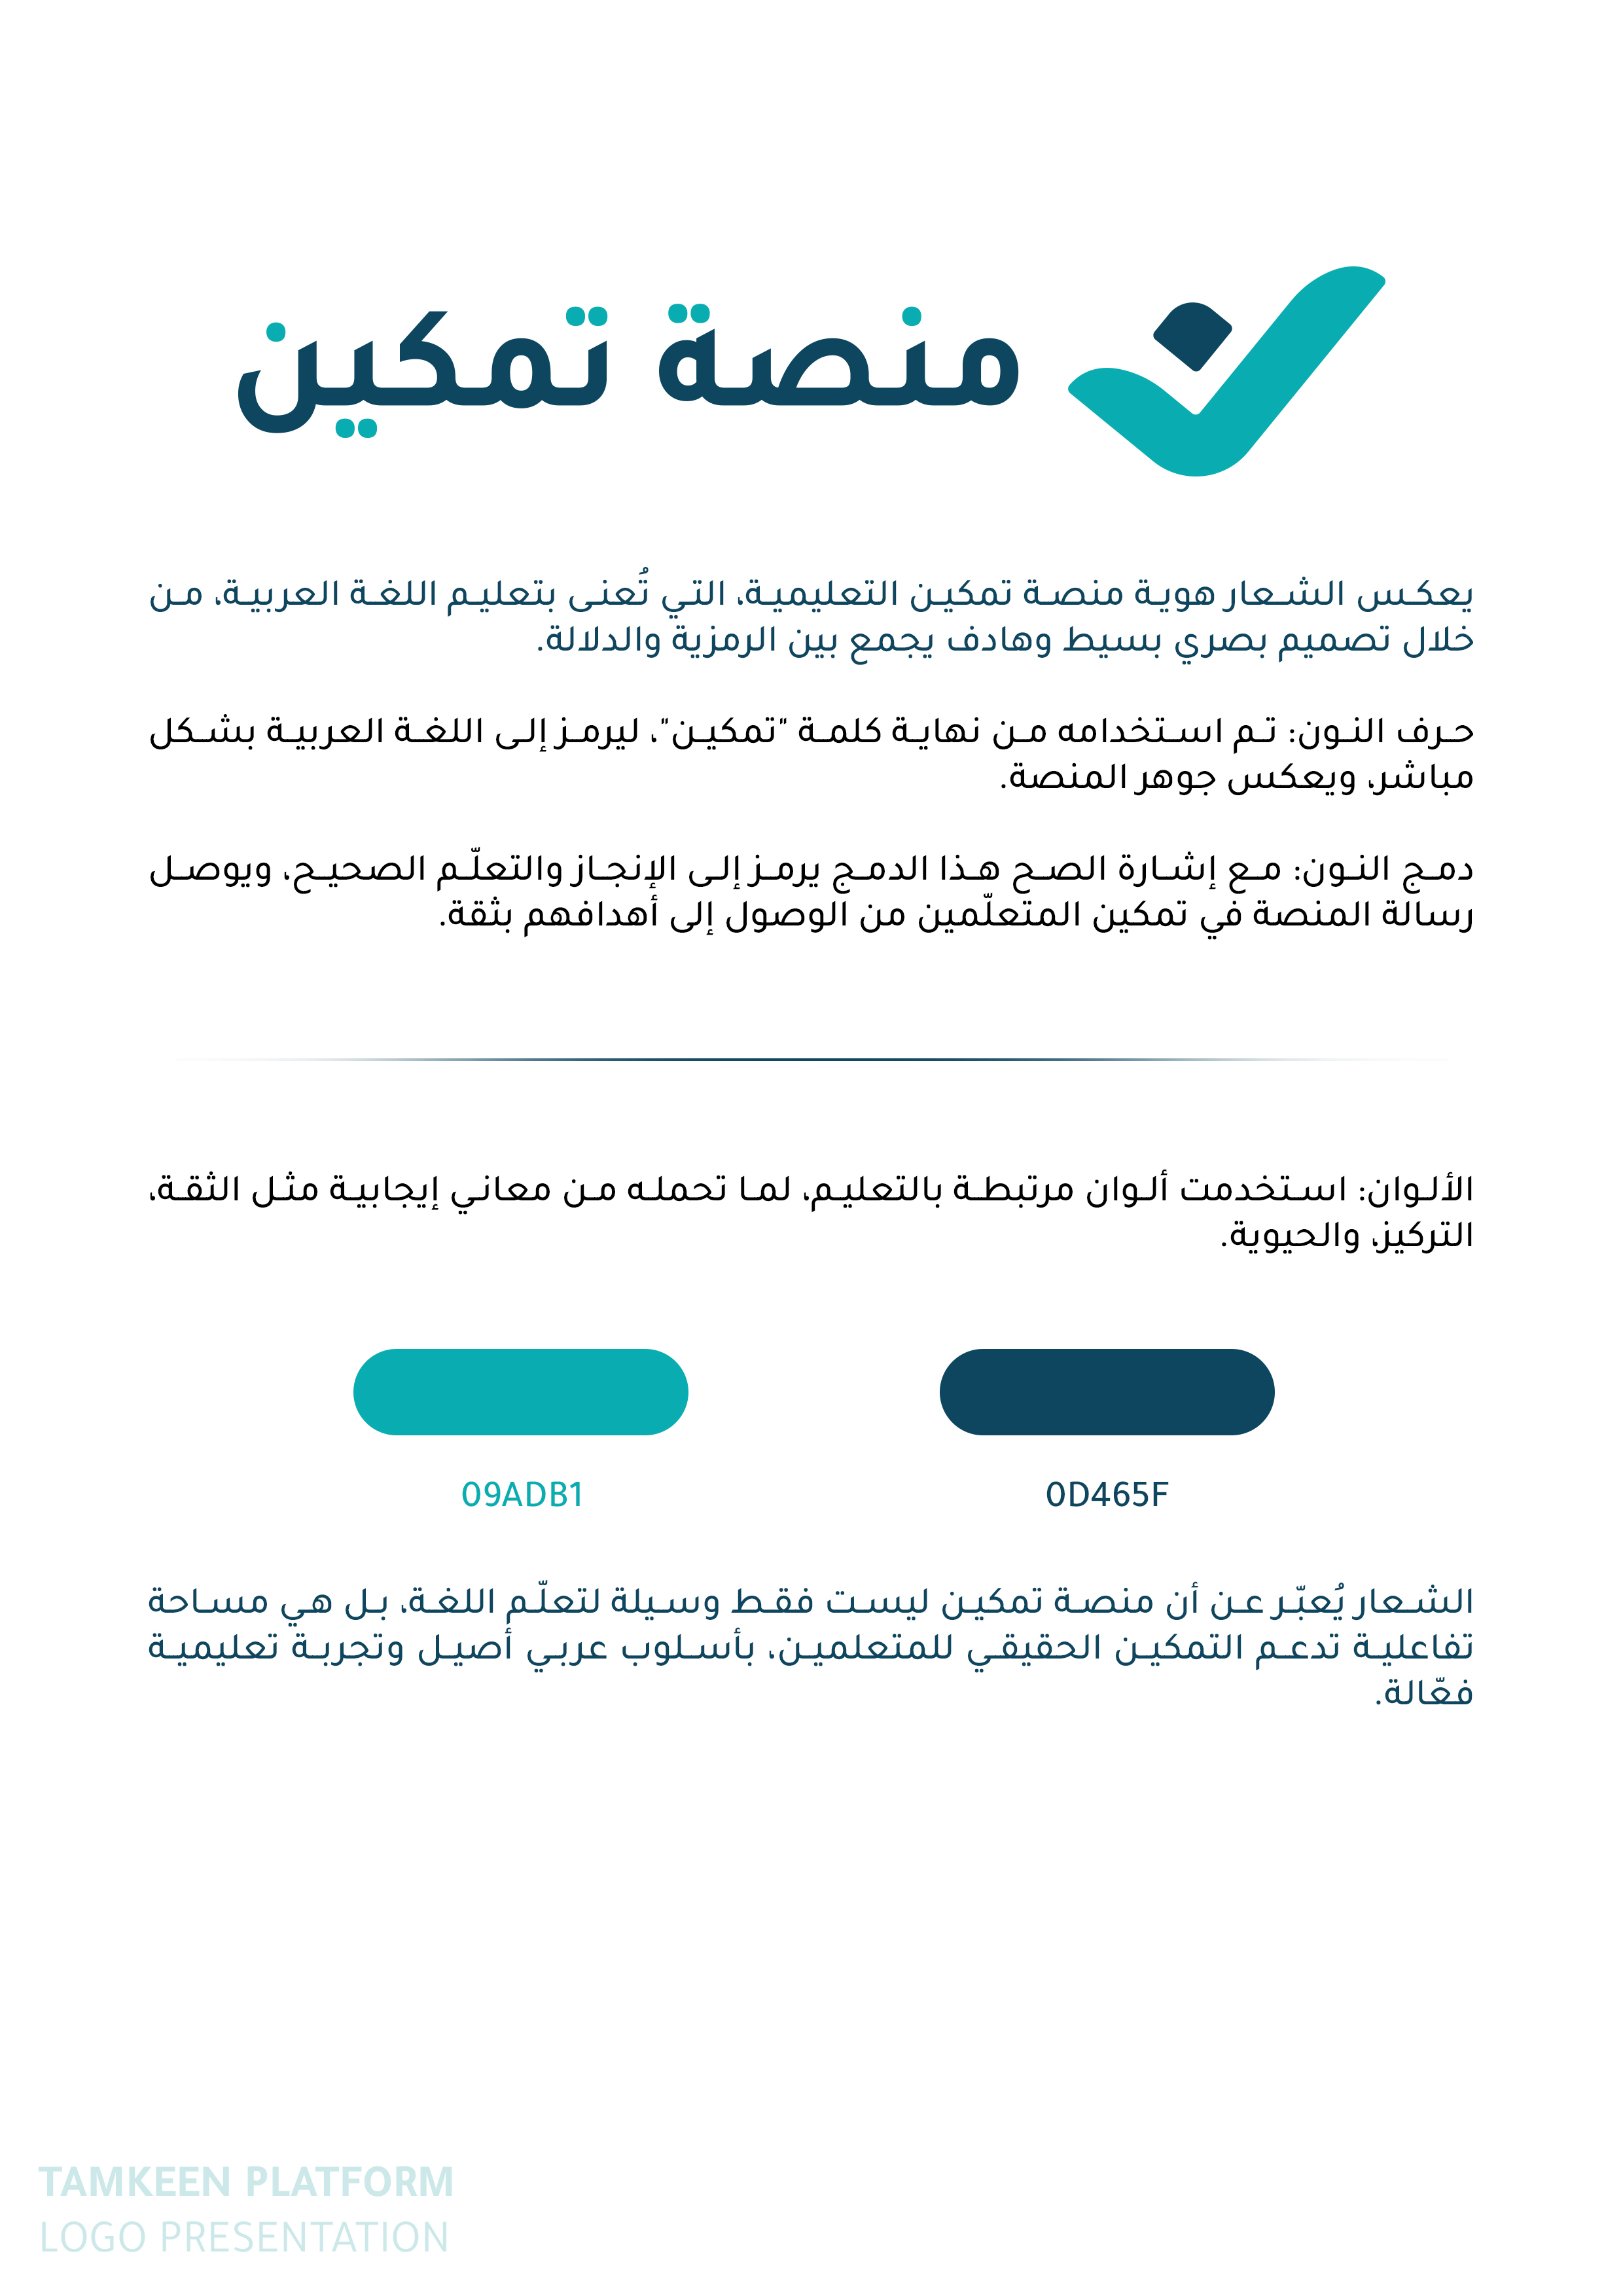 منصة تمكين
يعكس الشعار هوية منصة تمكين التعليمية، التي تُعنى بتعليم اللغة العربية، من
خلال تصميم بصري بسيط وهادف يجمع بين الرمزية والدلالة.
حرف النون: تم استخدامه من نهاية كلمة "تمكين"، ليرمز إلى اللغة العربية بشكل
مباشر، ويعكس جوهر المنصة.
دمج النون: مع إشارة الصح هذا الدمج يرمز إلى الإنجاز والتعلّم الصحيح، ويوصل
رسالة المنصة في تمكين المتعلّمين من الوصول إلى أهدافهم بثقة.
الألوان: استخدمت ألوان مرتبطة بالتعليم، لما تحمله من معاني إيجابية مثل الثقة،
التركيز، والحيوية.
0D465F
09ADB1
الشعار يُعبّر عن أن منصة تمكين ليست فقط وسيلة لتعلّم اللغة، بل هي مساحة
تفاعلية تدعم التمكين الحقيقي للمتعلمين، بأسلوب عربي أصيل وتجربة تعليمية
فعّالة.
TAMKEEN PLATFORM
LOGO PRESENTATION